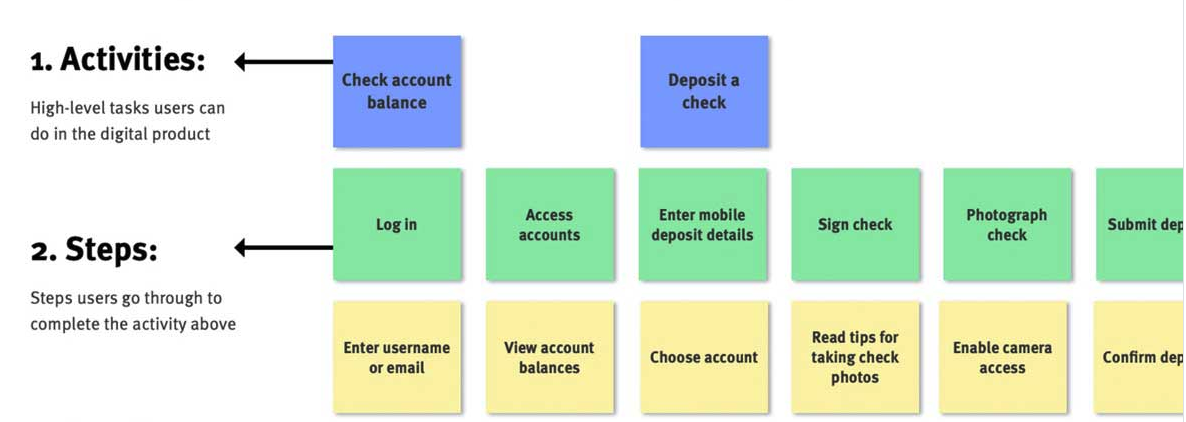 1. Activities:
High-level tasks users can
do in the digital product
Check account
balance
Deposit a
check
2. Steps:
Steps users go through to
complete the activity above
Log in
Access
accounts
Enter mobile
deposit details
Sign check
Photograph
check
Submit dep
Enter username
or email
View account
balances
Choose account
Read tips for
taking check
photos
Enable camera
access
Confirm dep